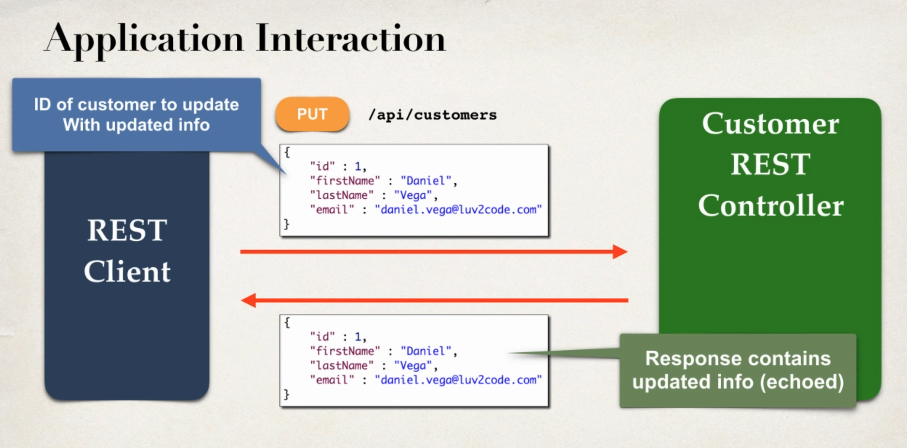 Application Interaction
ID of customer to update
With updated info
PUT
/api/customers
{
"id" : 1,
"firstName" : "Daniel",
"lastName" : "Vega",
"email" : "daniel.vega@luv2code.com"
}
REST
Client
Customer
REST
Controller
{
"id" : 1,
"firstName" : "Daniel",
"lastName" : "Vega",
"email" : "daniel.vega@luv2code.com"
}
Response contains
updated info (echoed)